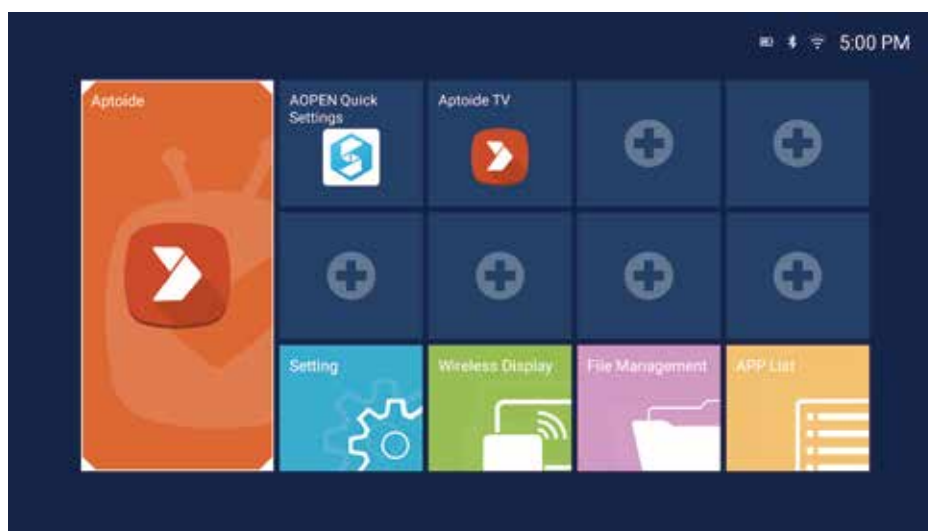 5:00 PM
Aptoide
AOPEN Quick
Settings
Aptoide TV
Setting
Wireless Display
File Management
APP List